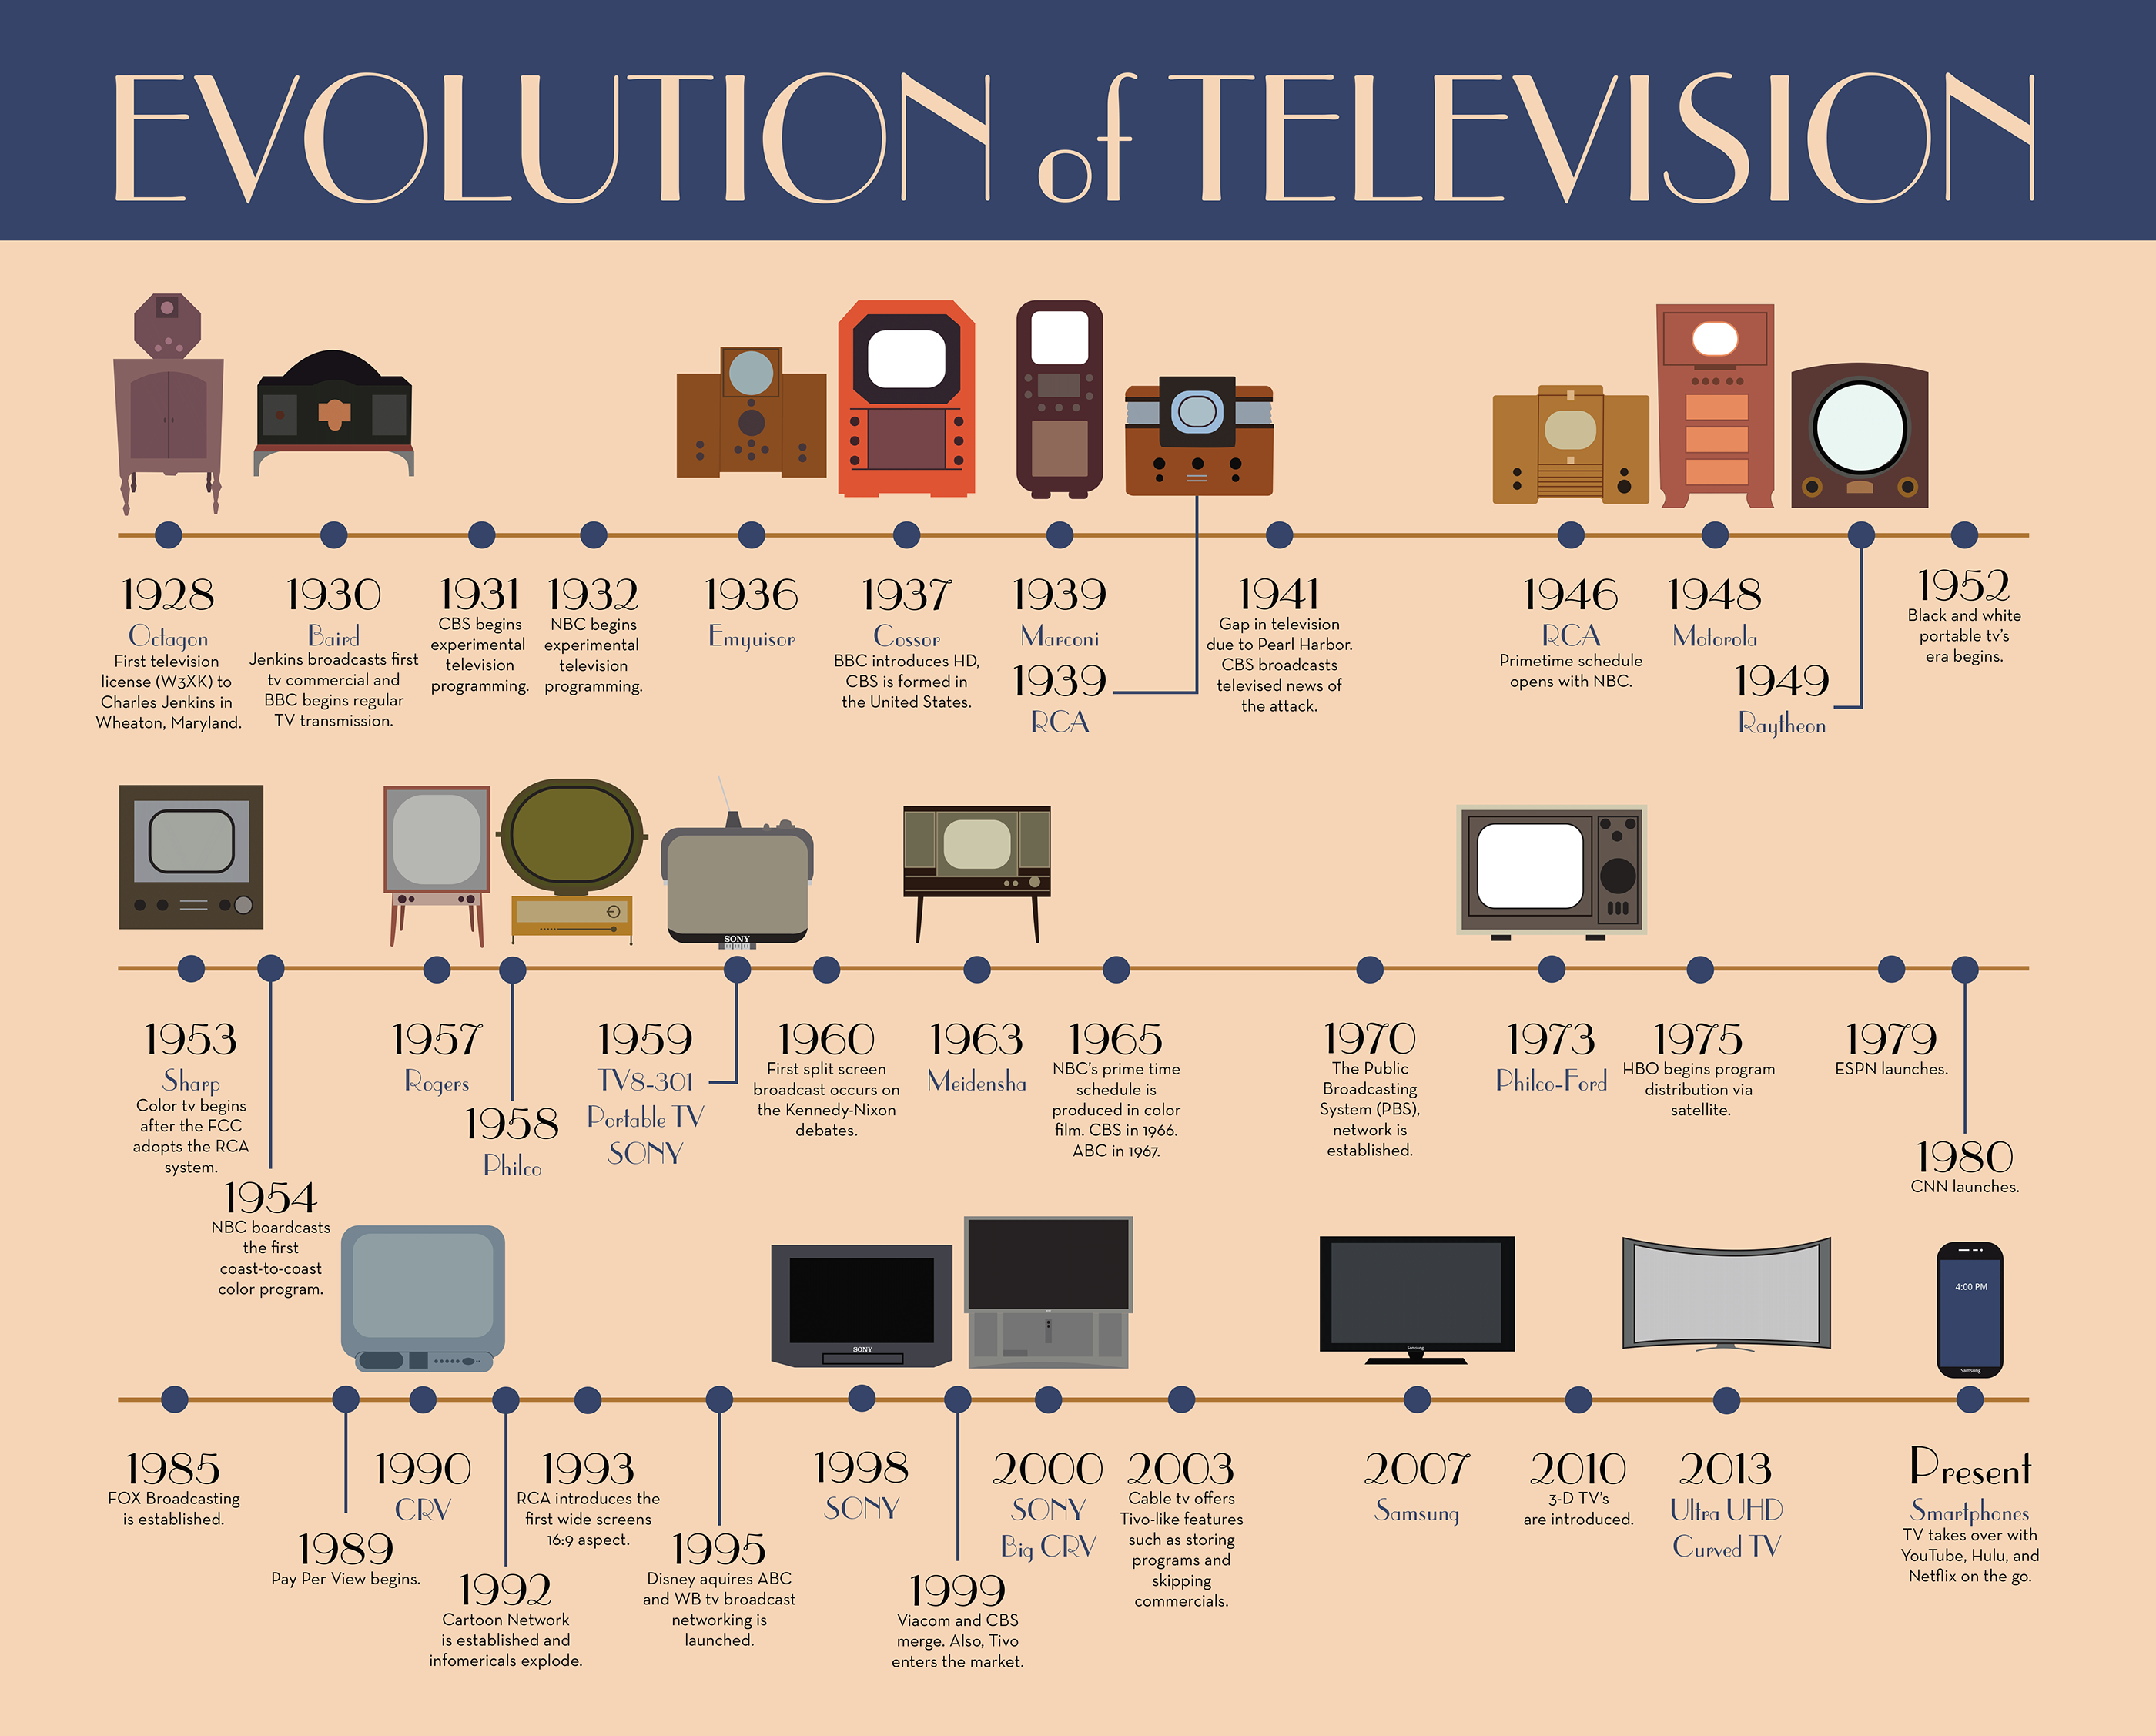 EVOLUTION of TELEVISION
1928
Octagon
First television
license (W3XK) to
Charles Jenkins in
Wheaton, Maryland.
1930
Baird
Jenkins broadcasts first
tv commercial and
BBC begins regular
TV transmission.
1931
CBS begins
experimental
television
programming.
1932
NBC begins
experimental
television
programming.
1936
Emyuisor
1937
Cossor
BBC introduces HD,
CBS is formed in
the United States.
1939
Marconi
1939
RCA
1941
Gap in television
due to Pearl Harbor.
CBS broadcasts
televised news of
the attack.
1946
RCA
Primetime schedule
opens with NBC.
1948
Motorola
1949
Raytheon
1952
Black and white
portable tv's
era begins.
SONY
1953
Sharp
Color tv begins
after the FCC
adopts the RCA
system.
1954
NBC boardcasts
the first
coast-to-coast
color program.
1957
Rogers
1958
Philco
1959
TV8-301
Portable TV
SONY
1960
First split screen
broadcast occurs on
the Kennedy-Nixon
debates.
1963
Meidensha
1965
NBC's prime time
schedule is
produced in color
film. CBS in 1966.
ABC in 1967.
1970
The Public
Broadcasting
System (PBS),
network is
established.
1973
Philco-Ford
1975
HBO begins program
distribution via
satellite.
1979
ESPN launches.
1980
CNN launches.
SONY
Samsung
4:00 PM
Samsung
1985
FOX Broadcasting
is established.
1989
Pay Per View begins.
1990
CRV
1992
Cartoon Network
is established and
infomericals explode.
1993
RCA introduces the
first wide screens
16:9 aspect.
1995
Disney aquires ABC
and WB tv broadcast
networking is
launched.
1998
SONY
1999
Viacom and CBS
merge. Also, Tivo
enters the market.
2000
SONY
Big CRV
2003
Cable tv offers
Tivo-like features
such as storing
programs and
skipping
commercials.
2007
Samsung
2010
3-D TV's
are introduced.
2013
Ultra UHD
Curved TV
Present
Smartphones
TV takes over with
YouTube, Hulu, and
Netflix on the go.